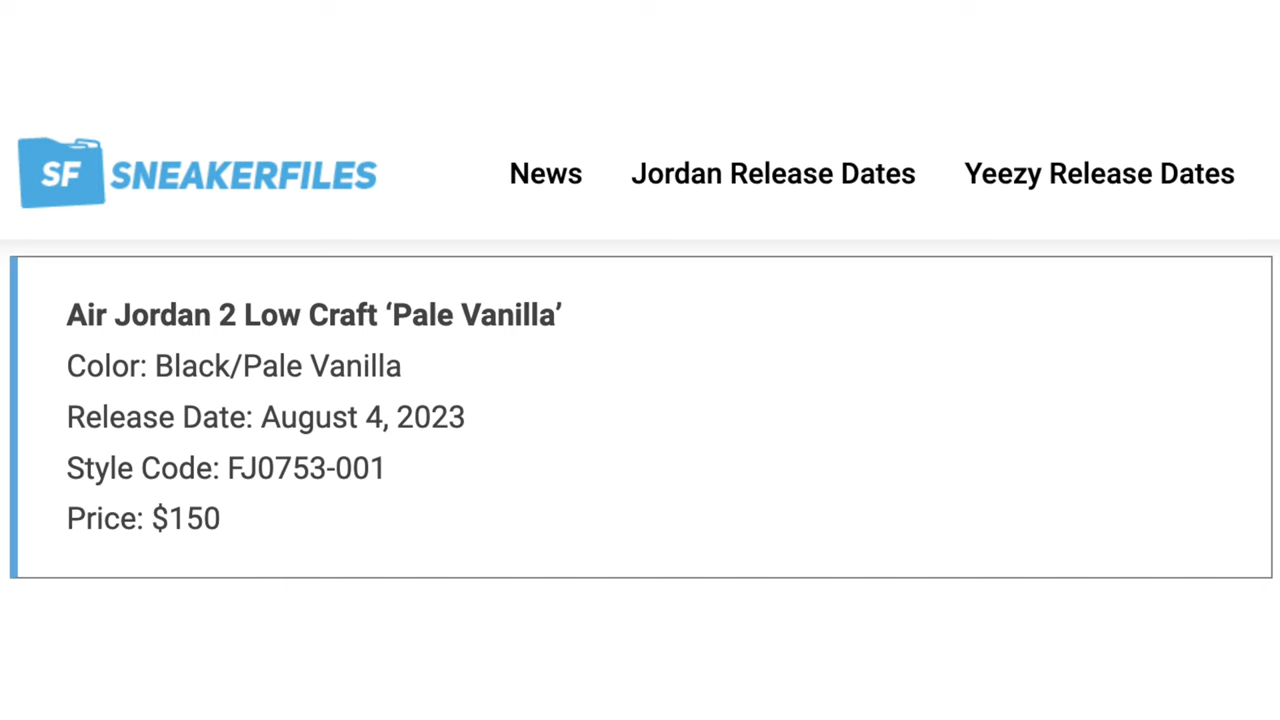 SF SNEAKERFILES News Jordan Release Dates Yeezy Release Dates
Air Jordan 2 Low Craft ‘Pale Vanilla’
Color: Black/Pale Vanilla
Release Date: August 4, 2023
Style Code: FJ0753-001
Price: $150